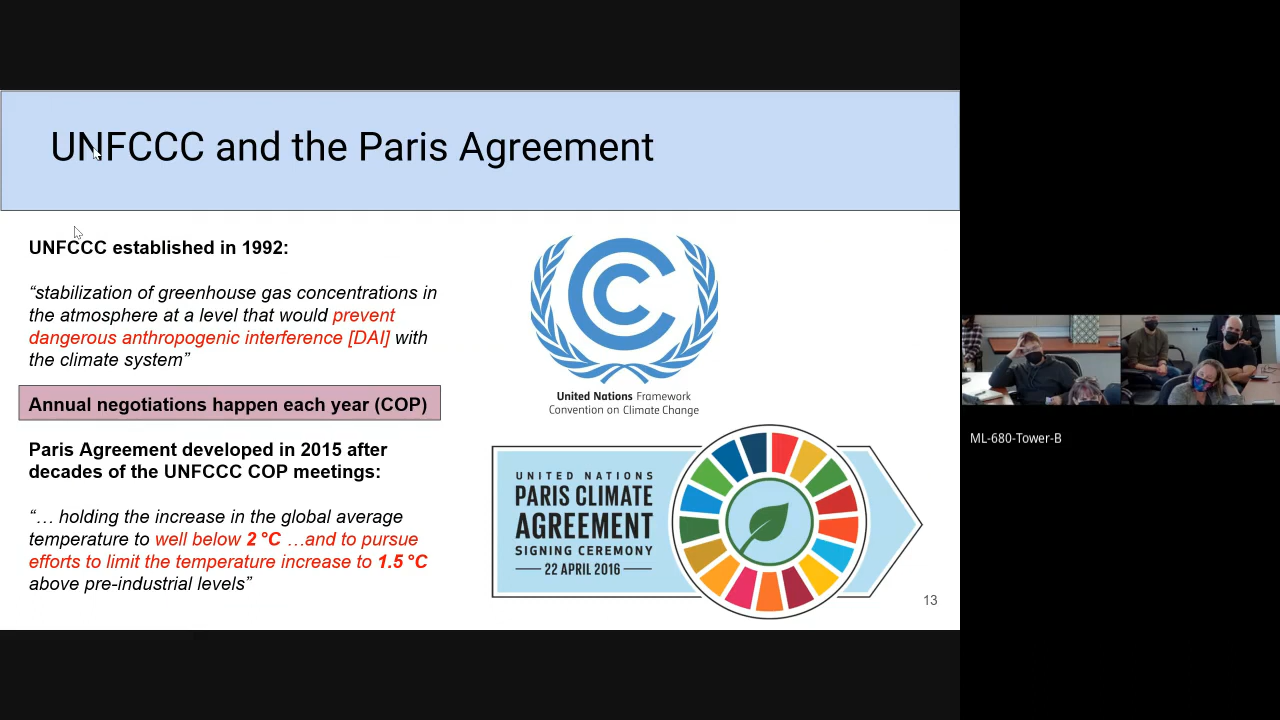 UNFCCC and the Paris Agreement
UNFCCC established in 1992:
“stabilization of greenhouse gas concentrations in
the atmosphere at a level that would prevent
dangerous anthropogenic interference [DAI] with
the climate system”
Annual negotiations happen each year (COP)
Paris Agreement developed in 2015 after
decades of the UNFCCC COP meetings:
“… holding the increase in the global average
temperature to well below 2 °C …and to pursue
efforts to limit the temperature increase to 1.5 °C
above pre-industrial levels”
United Nations Framework
Convention on Climate Change
UNITED NATIONS
PARIS CLIMATE
AGREEMENT
SIGNING CEREMONY
22 APRIL 2016
13
ML-680-Tower-B